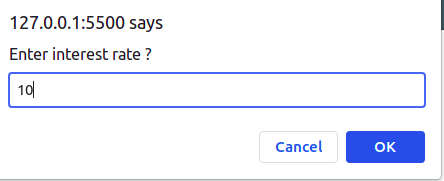 127.0.0.1:5500 says
Enter interest rate ?
10
Cancel OK